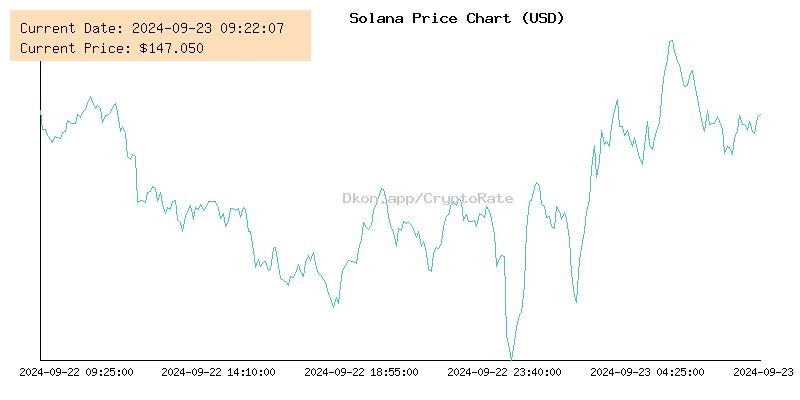 Solana Price Chart (USD)
Current Date: 2024-09-23 09:22:07
Current Price: $147.050
Dkon.app/CryptoRate
2024-09-22 09:25:00
2024-09-22 14:10:00
2024-09-22 18:55:00
2024-09-22 23:40:00
2024-09-23 04:25:00
2024-09-23